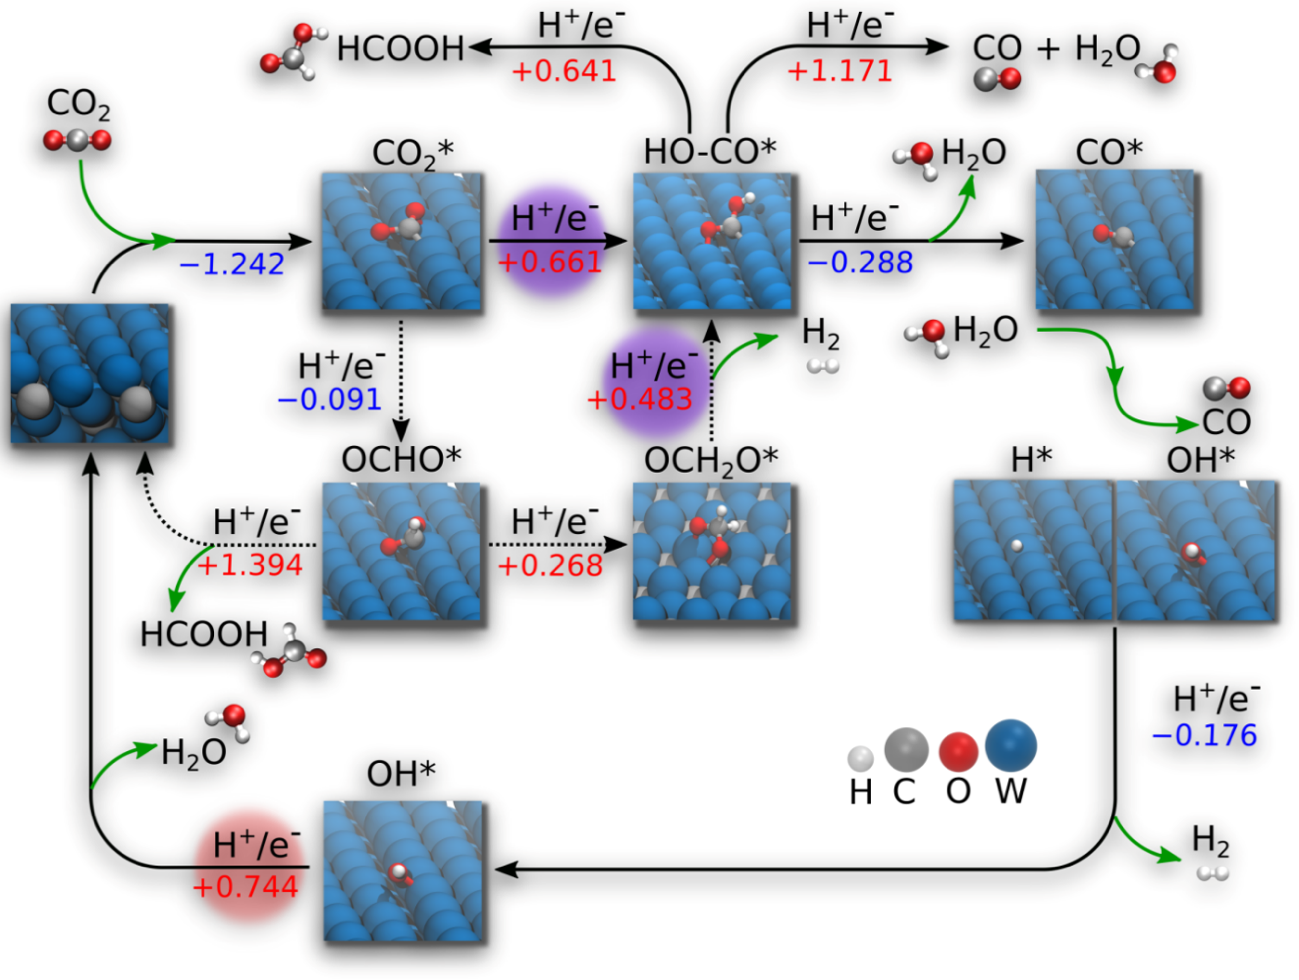 H⁺/e⁻
H⁺/e⁻
HCOOH
CO + H₂O
+0.641
+1.171
CO₂
CO₂*
HO-CO*
H₂O
CO*
H⁺/e⁻
H⁺/e⁻
−1.242
+0.661
−0.288
H₂
H₂O
H⁺/e⁻
−0.091
H⁺/e⁻
+0.483
CO
OCHO*
OCH₂O*
H*
OH*
H⁺/e⁻
+1.394
H⁺/e⁻
+0.268
HCOOH
H₂O
H⁺/e⁻
−0.176
H C O W
OH*
H⁺/e⁻
+0.744
H₂